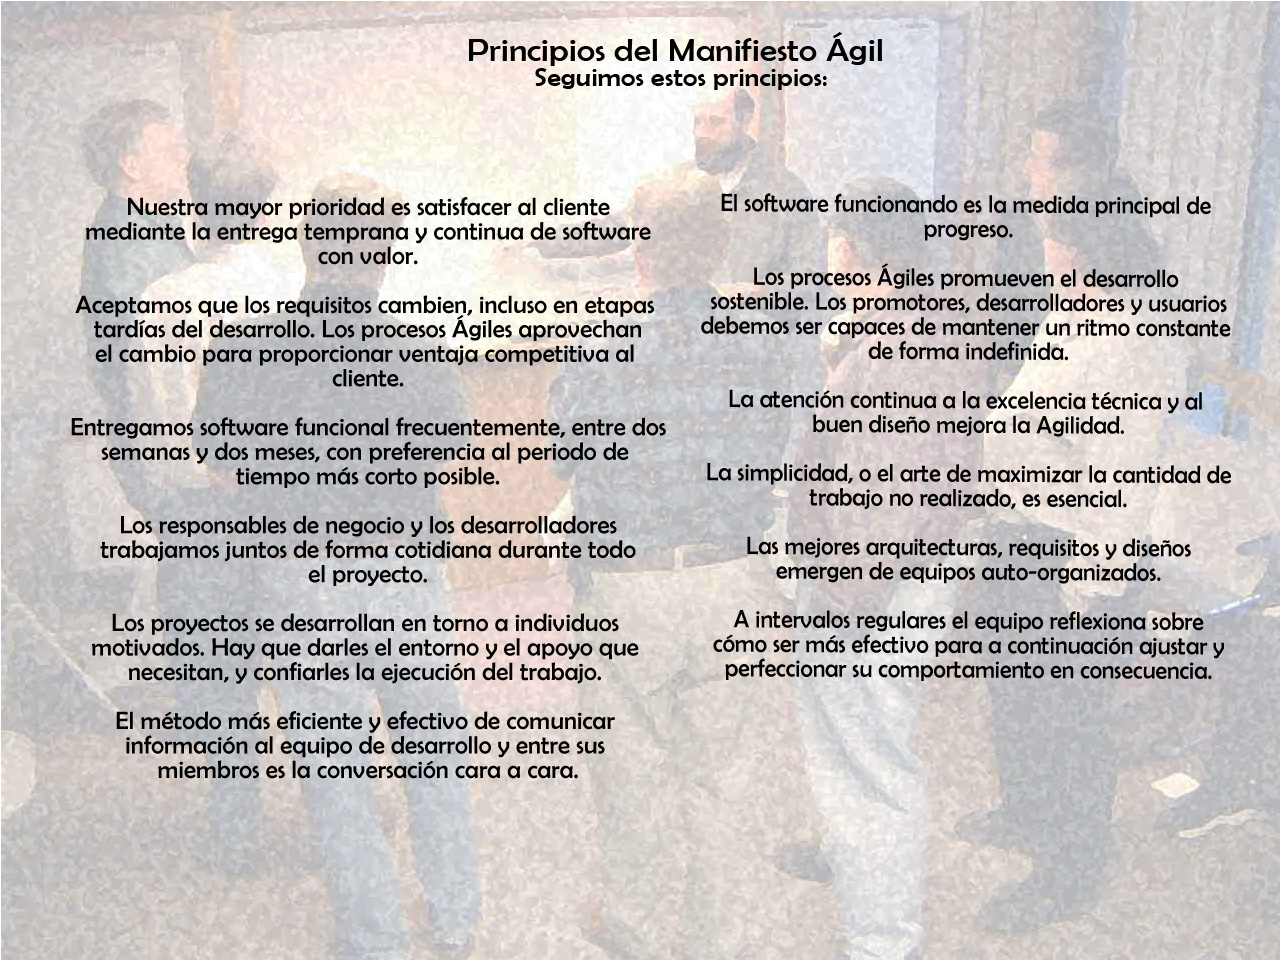 Principios del Manifiesto Ágil
Seguimos estos principios:
Nuestra mayor prioridad es satisfacer al cliente
mediante la entrega temprana y continua de software
con valor.
Aceptamos que los requisitos cambien, incluso en etapas
tardías del desarrollo. Los procesos Ágiles aprovechan
el cambio para proporcionar ventaja competitiva al
cliente.
Entregamos software funcional frecuentemente, entre dos
semanas y dos meses, con preferencia al periodo de
tiempo más corto posible.
Los responsables de negocio y los desarrolladores
trabajamos juntos de forma cotidiana durante todo
el proyecto.
Los proyectos se desarrollan en torno a individuos
motivados. Hay que darles el entorno y el apoyo que
necesitan, y confiarles la ejecución del trabajo.
El método más eficiente y efectivo de comunicar
información al equipo de desarrollo y entre sus
miembros es la conversación cara a cara.
El software funcionando es la medida principal de
progreso.
Los procesos Ágiles promueven el desarrollo
sostenible. Los promotores, desarrolladores y usuarios
debemos ser capaces de mantener un ritmo constante
de forma indefinida.
La atención continua a la excelencia técnica y al
buen diseño mejora la Agilidad.
La simplicidad, o el arte de maximizar la cantidad de
trabajo no realizado, es esencial.
Las mejores arquitecturas, requisitos y diseños
emergen de equipos auto-organizados.
A intervalos regulares el equipo reflexiona sobre
cómo ser más efectivo para a continuación ajustar y
perfeccionar su comportamiento en consecuencia.